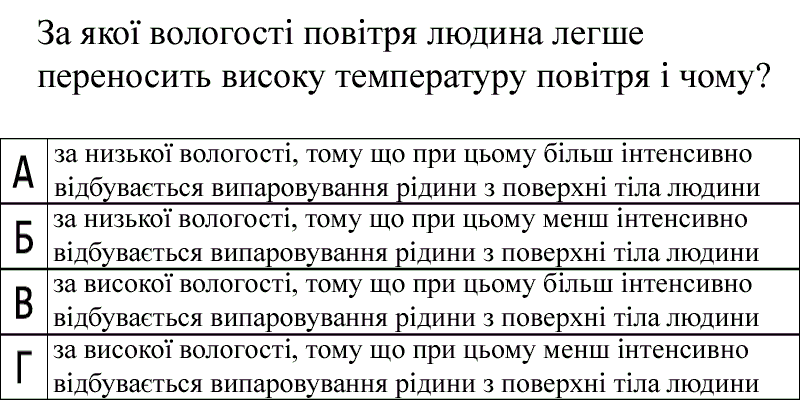 За якої вологості повітря людина легше
переносить високу температуру повітря і чому?
А
за низької вологості, тому що при цьому більш інтенсивно
відбувається випаровування рідини з поверхні тіла людини
Б
за низької вологості, тому що при цьому менш інтенсивно
відбувається випаровування рідини з поверхні тіла людини
В
за високої вологості, тому що при цьому більш інтенсивно
відбувається випаровування рідини з поверхні тіла людини
Г
за високої вологості, тому що при цьому менш інтенсивно
відбувається випаровування рідини з поверхні тіла людини